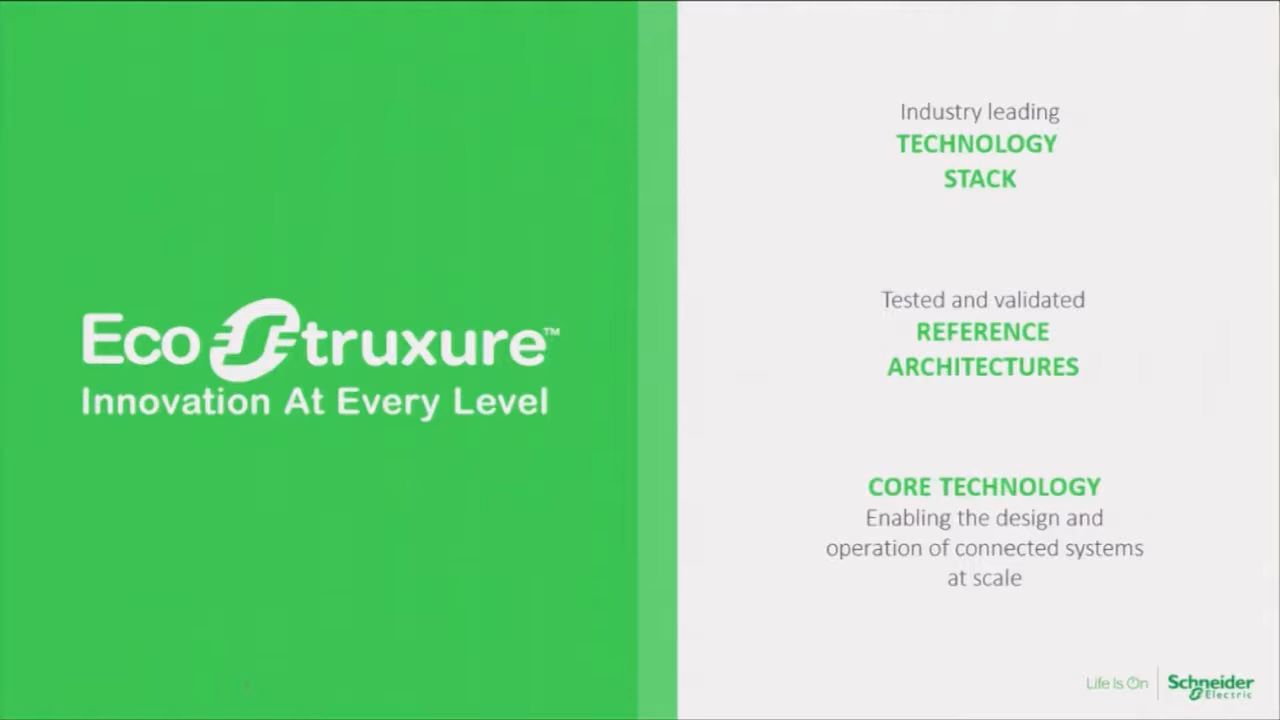 EcoStruxure™
Innovation At Every Level
Industry leading
TECHNOLOGY
STACK
Tested and validated
REFERENCE
ARCHITECTURES
CORE TECHNOLOGY
Enabling the design and
operation of connected systems
at scale
Life Is On
Schneider
Electric